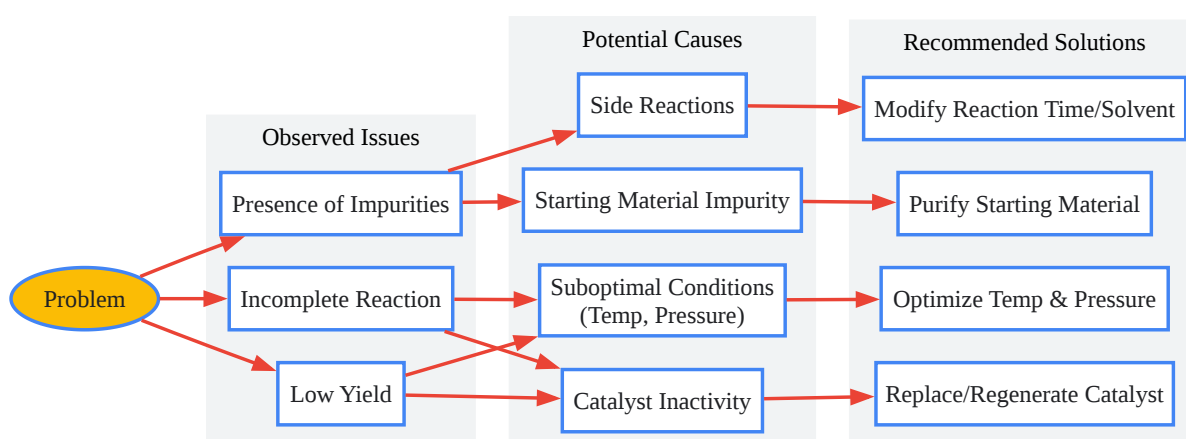 Potential Causes
Recommended Solutions
Side Reactions
Modify Reaction Time/Solvent
Observed Issues
Presence of Impurities
Starting Material Impurity
Purify Starting Material
Problem
Incomplete Reaction
Suboptimal Conditions
(Temp, Pressure)
Optimize Temp & Pressure
Low Yield
Catalyst Inactivity
Replace/Regenerate Catalyst